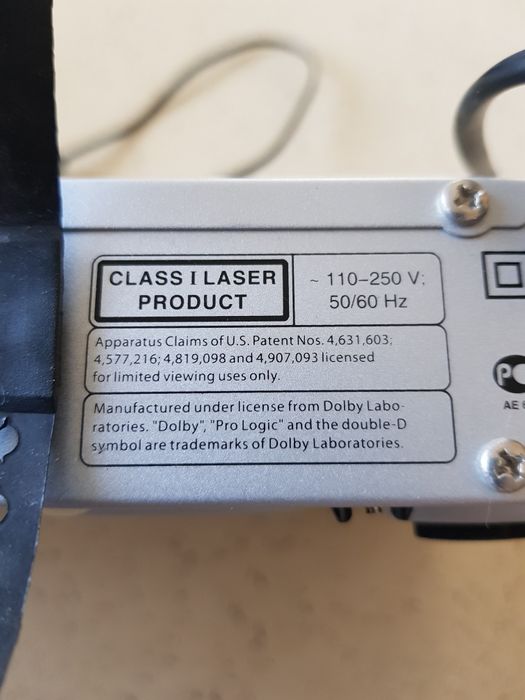 CLASS I LASER
PRODUCT
~ 110–250 V;
50/60 Hz
Apparatus Claims of U.S. Patent Nos. 4,631,603;
4,577,216; 4,819,098 and 4,907,093 licensed
for limited viewing uses only.
Manufactured under license from Dolby Labo-
ratories. "Dolby", "Pro Logic" and the double-D
symbol are trademarks of Dolby Laboratories.
AE